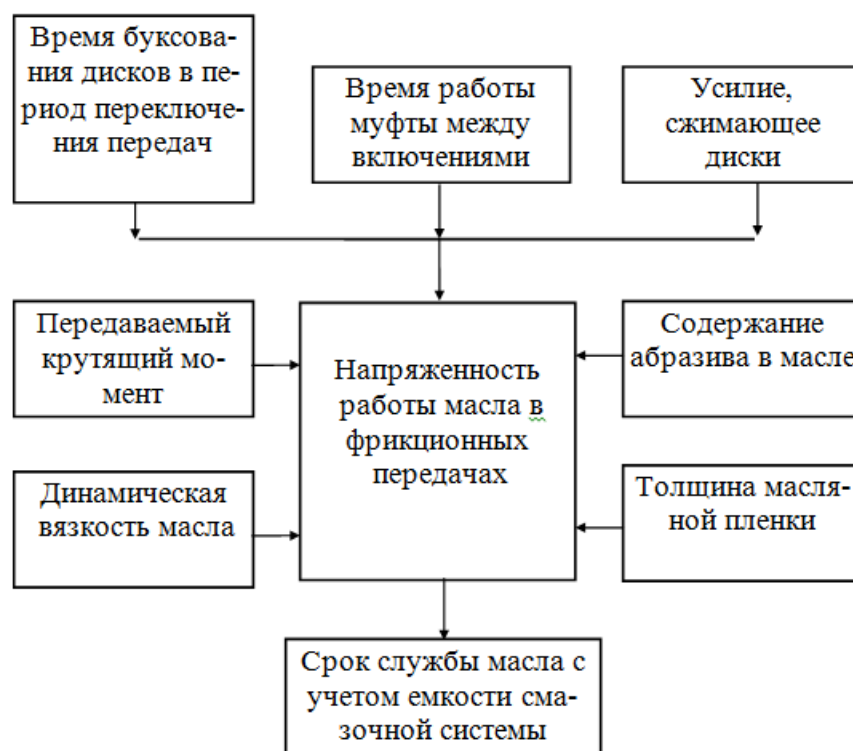 Время буксова-
ния дисков в пе-
риод переключе-
ния передач
Время работы
муфты между
включениями
Усилие,
сжимающее
диски
Передаваемый
крутящий мо-
мент
Напряженность
работы масла в
фрикционных
передачах
Содержание
абразива в масле
Динамическая
вязкость масла
Толщина масля-
ной пленки
Срок службы масла с
учетом емкости сма-
зочной системы